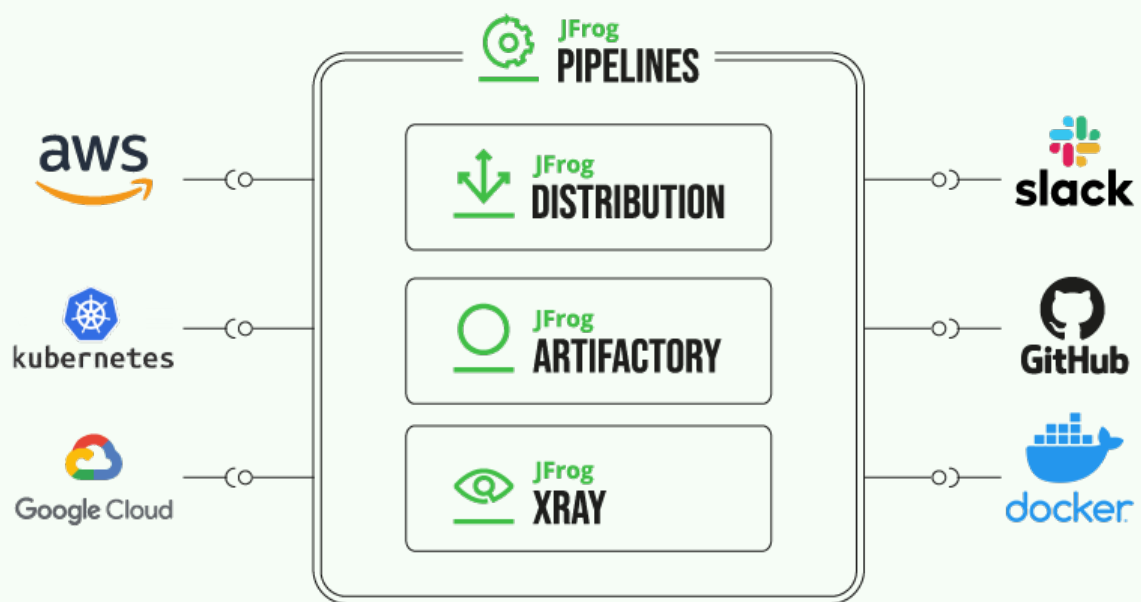 JFrog
PIPELINES
aws
JFrog
DISTRIBUTION
slack
kubernetes
JFrog
ARTIFACTORY
GitHub
Google Cloud
JFrog
XRAY
docker